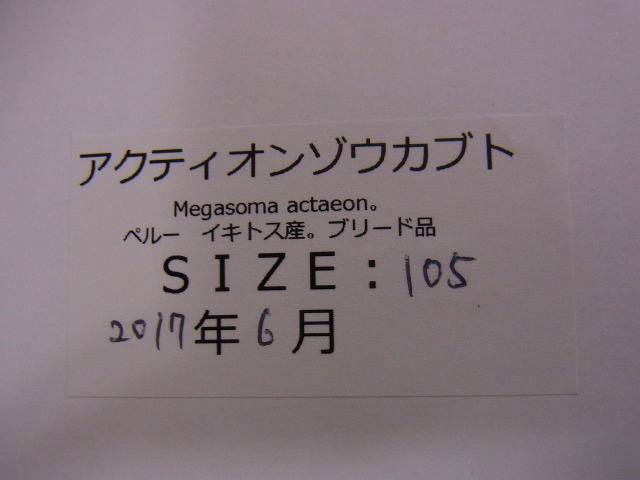 アクティオンゾウカブト
Megasoma actaeon。
ペルー　イキトス産。ブリード品
ＳＩＺＥ：105
2017年6月